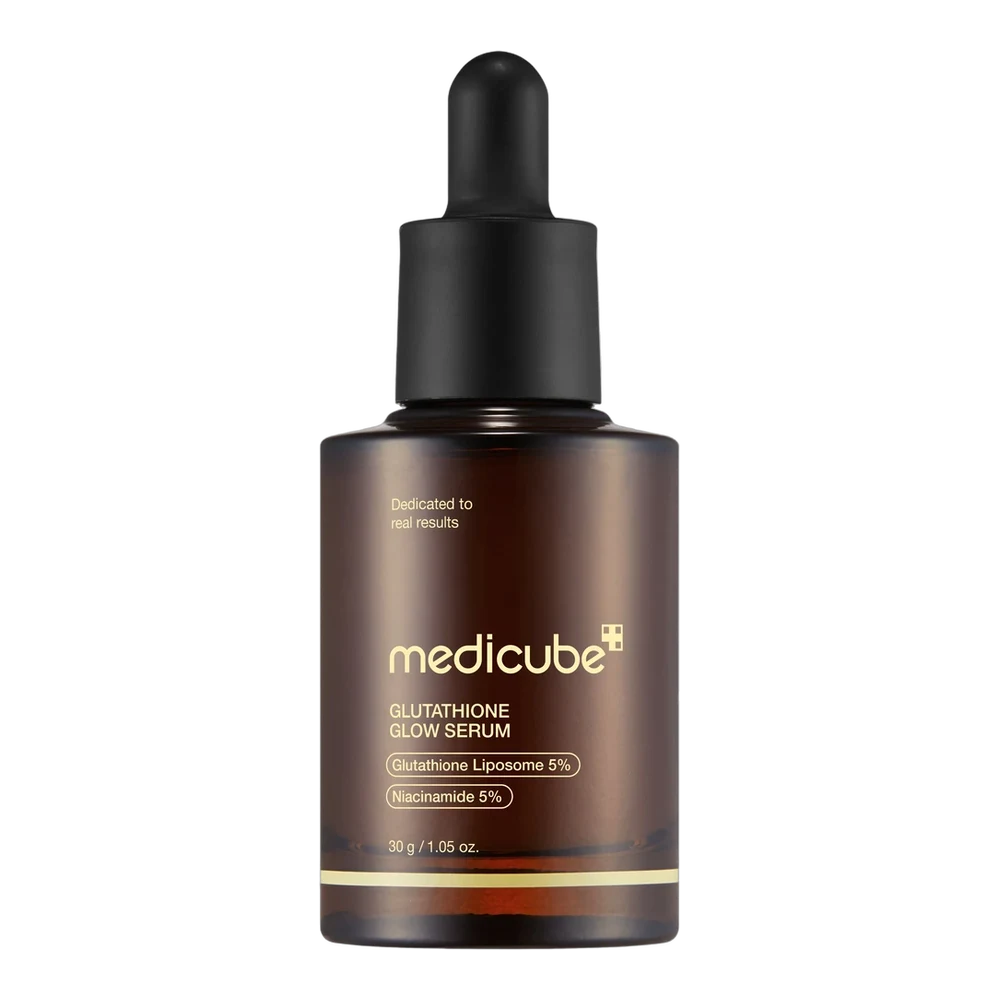 Dedicated to
real results
medicube
GLUTATHIONE
GLOW SERUM
Glutathione Liposome 5%
Niacinamide 5%
30 g / 1.05 oz.